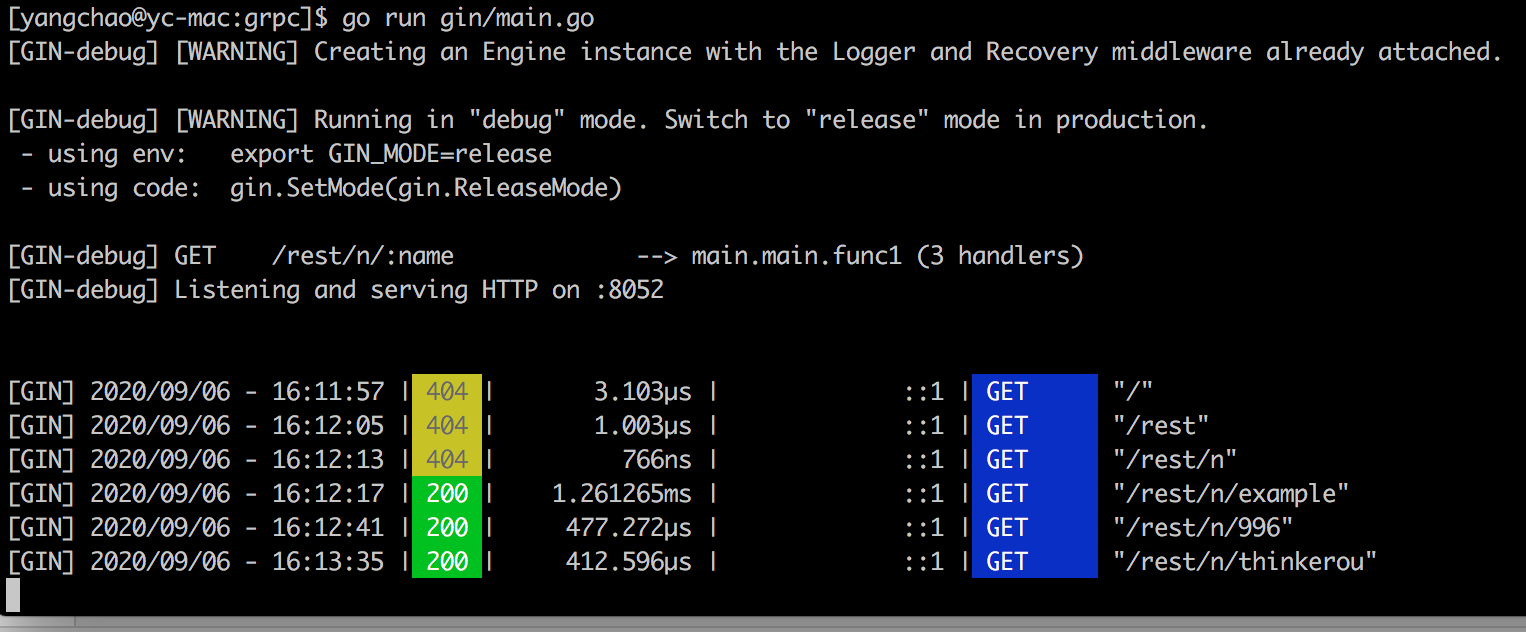 [yangchao@yc-mac:grpc]$ go run gin/main.go
[GIN-debug] [WARNING] Creating an Engine instance with the Logger and Recovery middleware already attached.
[GIN-debug] [WARNING] Running in "debug" mode. Switch to "release" mode in production.
 - using env:   export GIN_MODE=release
 - using code:  gin.SetMode(gin.ReleaseMode)
[GIN-debug] GET    /rest/n/:name             --> main.main.func1 (3 handlers)
[GIN-debug] Listening and serving HTTP on :8052
[GIN] 2020/09/06 - 16:11:57 | 404 |       3.103µs |             ::1 | GET      "/"
[GIN] 2020/09/06 - 16:12:05 | 404 |       1.003µs |             ::1 | GET      "/rest"
[GIN] 2020/09/06 - 16:12:13 | 404 |         766ns |             ::1 | GET      "/rest/n"
[GIN] 2020/09/06 - 16:12:17 | 200 |    1.261265ms |             ::1 | GET      "/rest/n/example"
[GIN] 2020/09/06 - 16:12:41 | 200 |     477.272µs |             ::1 | GET      "/rest/n/996"
[GIN] 2020/09/06 - 16:13:35 | 200 |     412.596µs |             ::1 | GET      "/rest/n/thinkerou"